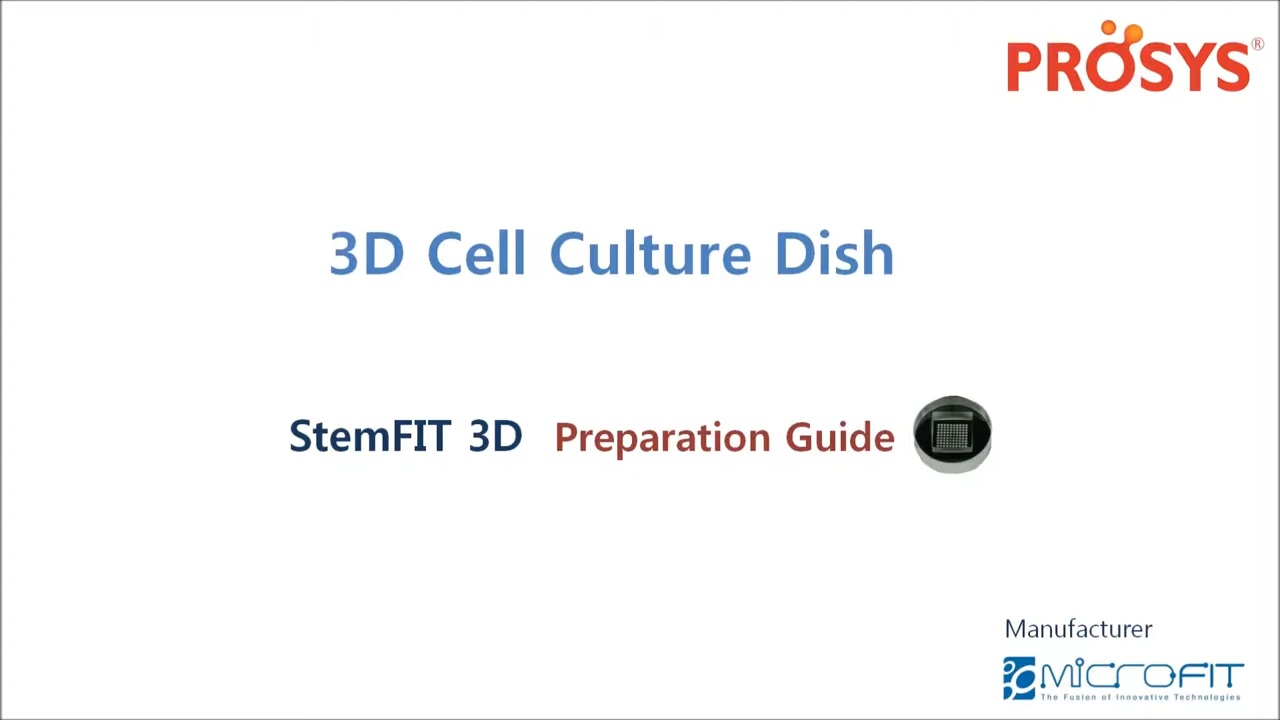 PROSYS®
3D Cell Culture Dish
StemFIT 3D Preparation Guide
Manufacturer
MICROFIT
The Fusion of Innovative Technologies